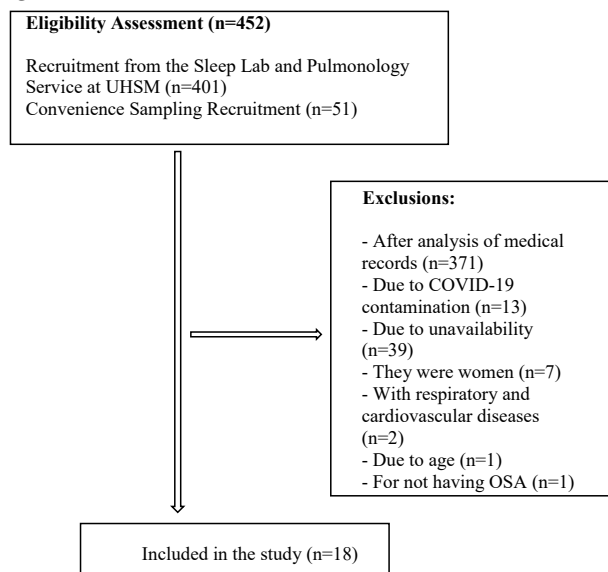 Eligibility Assessment (n=452)
Recruitment from the Sleep Lab and Pulmonology
Service at UHSM (n=401)
Convenience Sampling Recruitment (n=51)
Exclusions:
- After analysis of medical
records (n=371)
- Due to COVID-19
contamination (n=13)
- Due to unavailability
(n=39)
- They were women (n=7)
- With respiratory and
cardiovascular diseases
(n=2)
- Due to age (n=1)
- For not having OSA (n=1)
Included in the study (n=18)